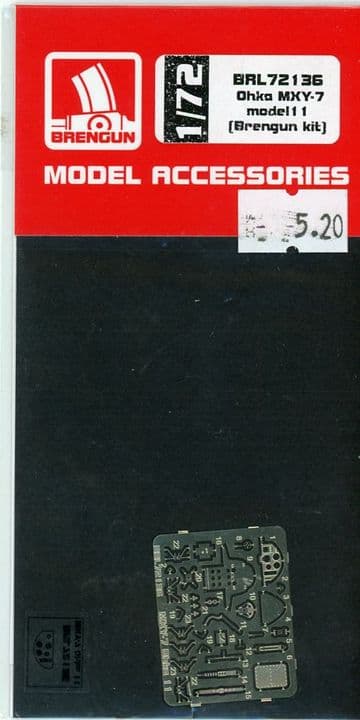 BRENGUN
1/72
BRL72136
Ohka MXY-7
model11
(Brengun kit)
MODEL ACCESSORIES
5.20